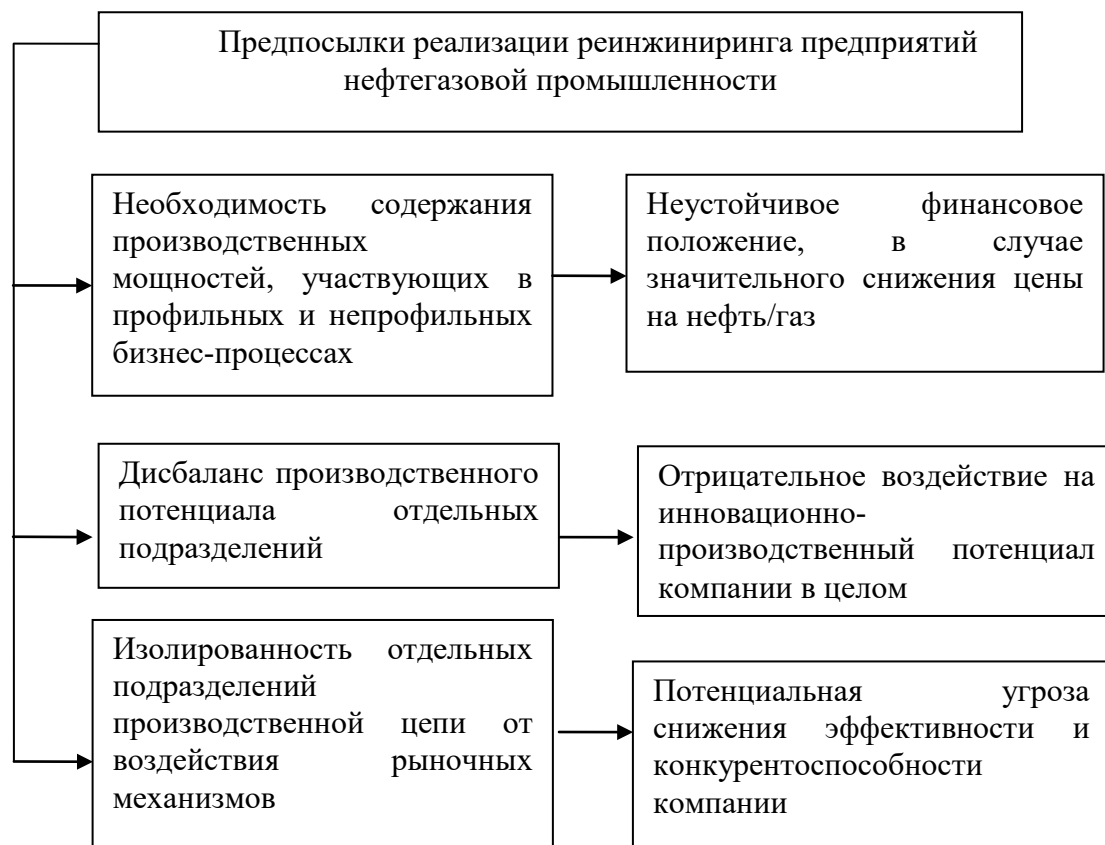 Предпосылки реализации реинжиниринга предприятий
нефтегазовой промышленности
Необходимость содержания
производственных
мощностей, участвующих в
профильных и непрофильных
бизнес-процессах
Неустойчивое финансовое
положение, в случае
значительного снижения цены
на нефть/газ
Дисбаланс производственного
потенциала отдельных
подразделений
Отрицательное воздействие на
инновационно-
производственный потенциал
компании в целом
Изолированность отдельных
подразделений
производственной цепи от
воздействия рыночных
механизмов
Потенциальная угроза
снижения эффективности и
конкурентоспособности
компании